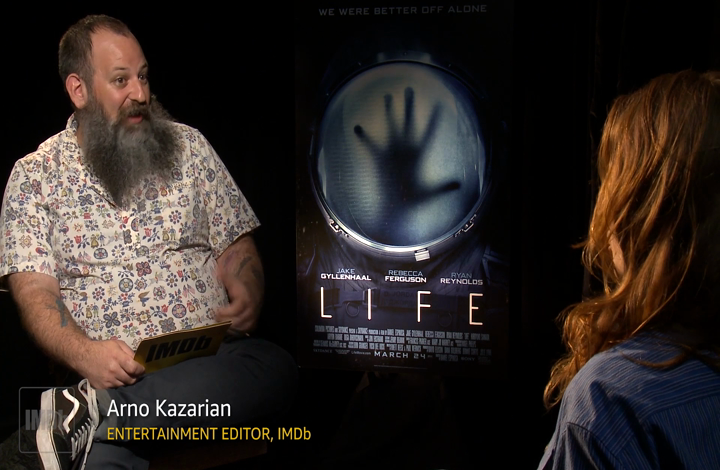 WE WERE BETTER OFF ALONE
JAKE GYLLENHAAL
REBECCA FERGUSON
RYAN REYNOLDS
LIFE
MARCH 24
IMDb
IMDb
Arno Kazarian
ENTERTAINMENT EDITOR, IMDb